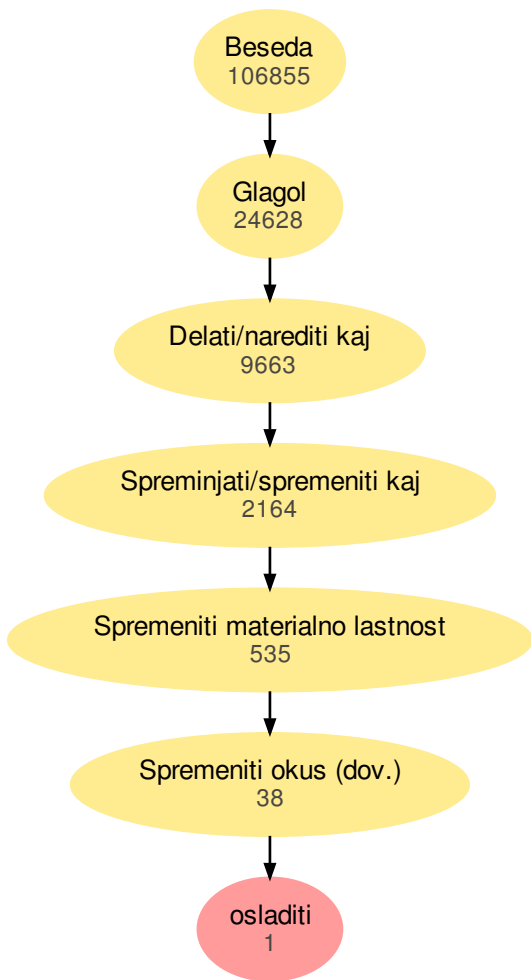 Beseda
106855
Glagol
24628
Delati/narediti kaj
9663
Spreminjati/spremeniti kaj
2164
Spremeniti materialno lastnost
535
Spremeniti okus (dov.)
38
osladiti
1